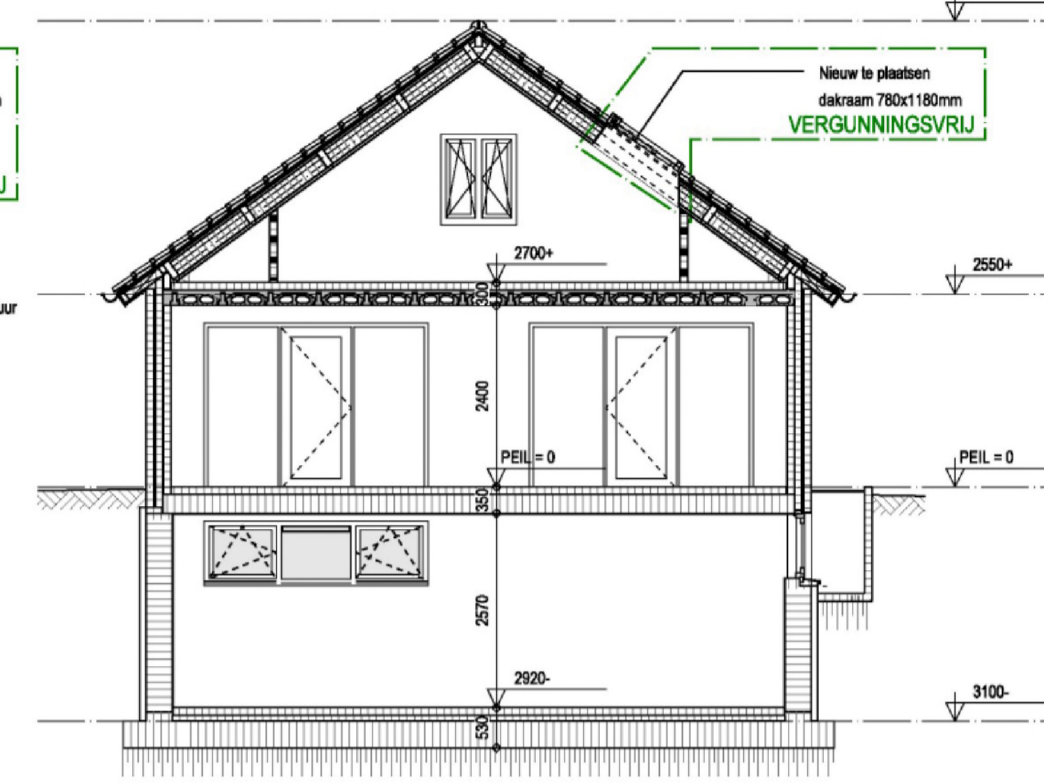 Nieuw te plaatsen
dakraam 780x1180mm
VERGUNNINGSVRIJ
2700+
2550+
300
uur
2400
PEIL = 0
PEIL = 0
350
2570
2920-
3100-
530